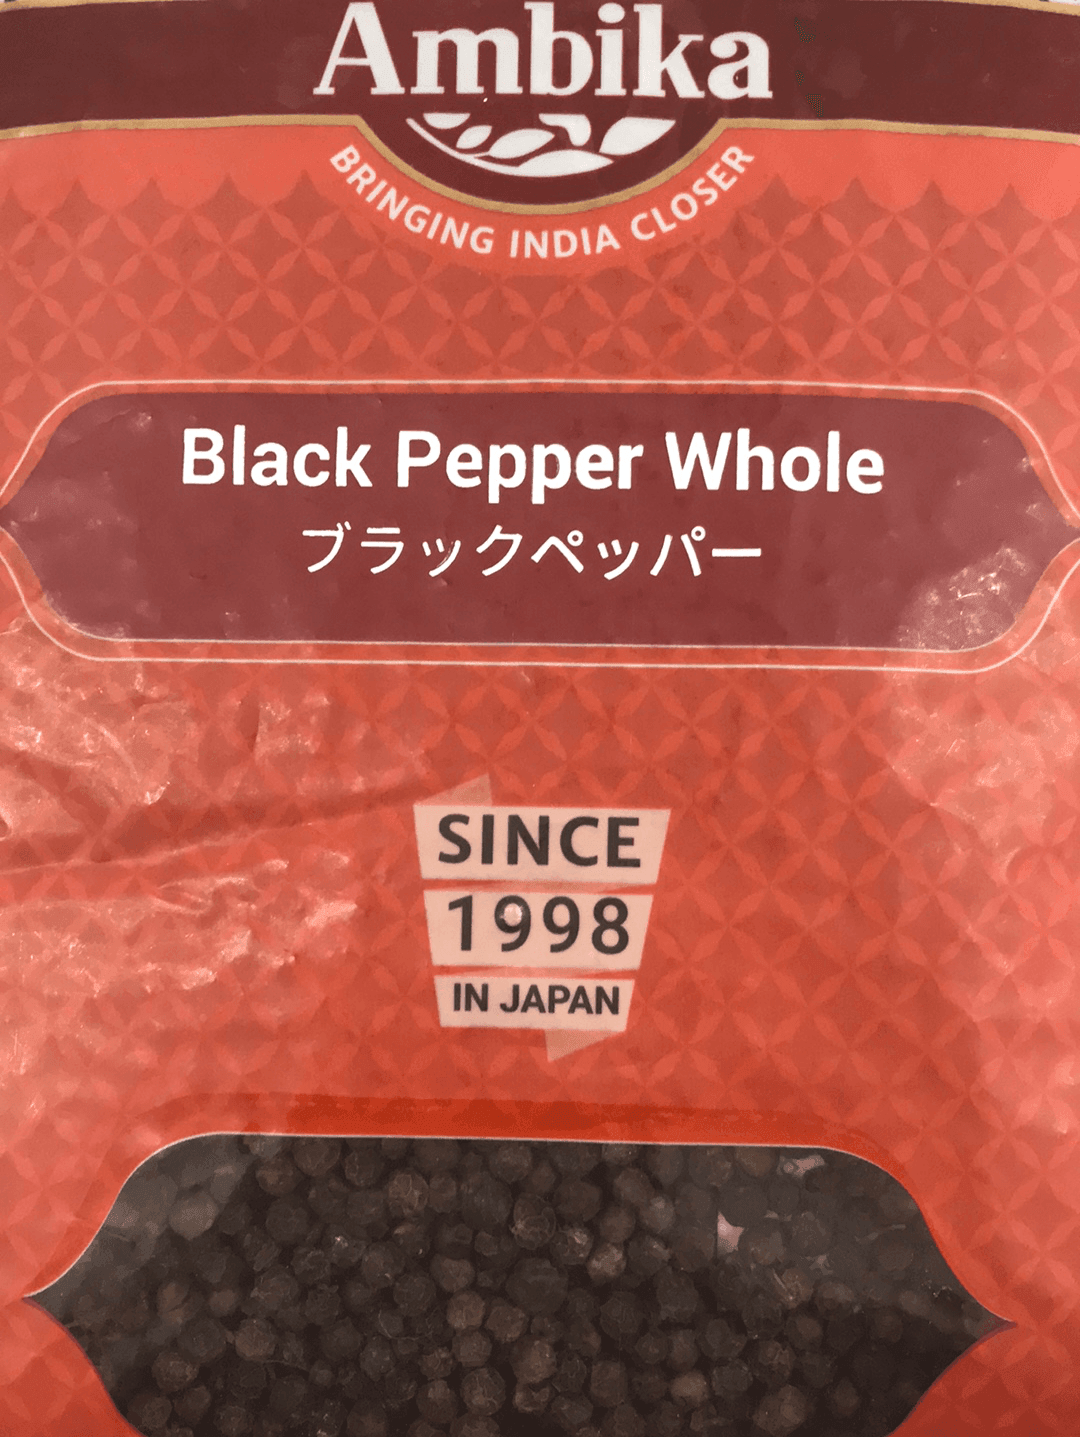 Ambika
BRINGING INDIA CLOSER
Black Pepper Whole
ブラックペッパー
SINCE
1998
IN JAPAN